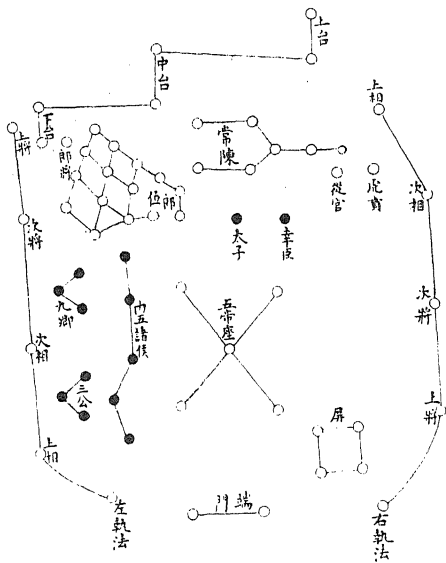 上台
中台
下台
上相
上將
郎將
常陳
郎位
從官
虎賁
次相
太子
幸臣
次將
九卿
內五諸侯
五帝座
次將
次相
三公
屏
上將
上相
端門
左執法
右執法